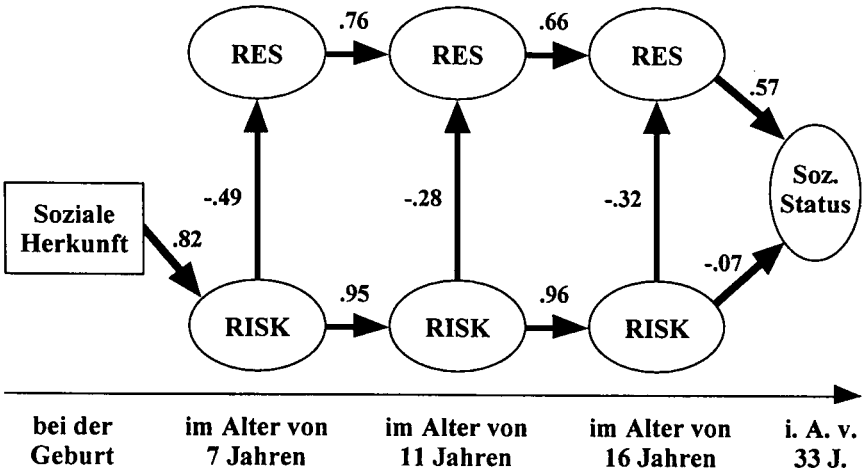 .76
.66
RES
RES
RES
.57
Soziale
Herkunft
.82
-.49
-.28
-.32
Soz.
Status
-.07
.95
.96
RISK
RISK
RISK
bei der
Geburt
im Alter von
7 Jahren
im Alter von
11 Jahren
im Alter von
16 Jahren
i. A. v.
33 J.